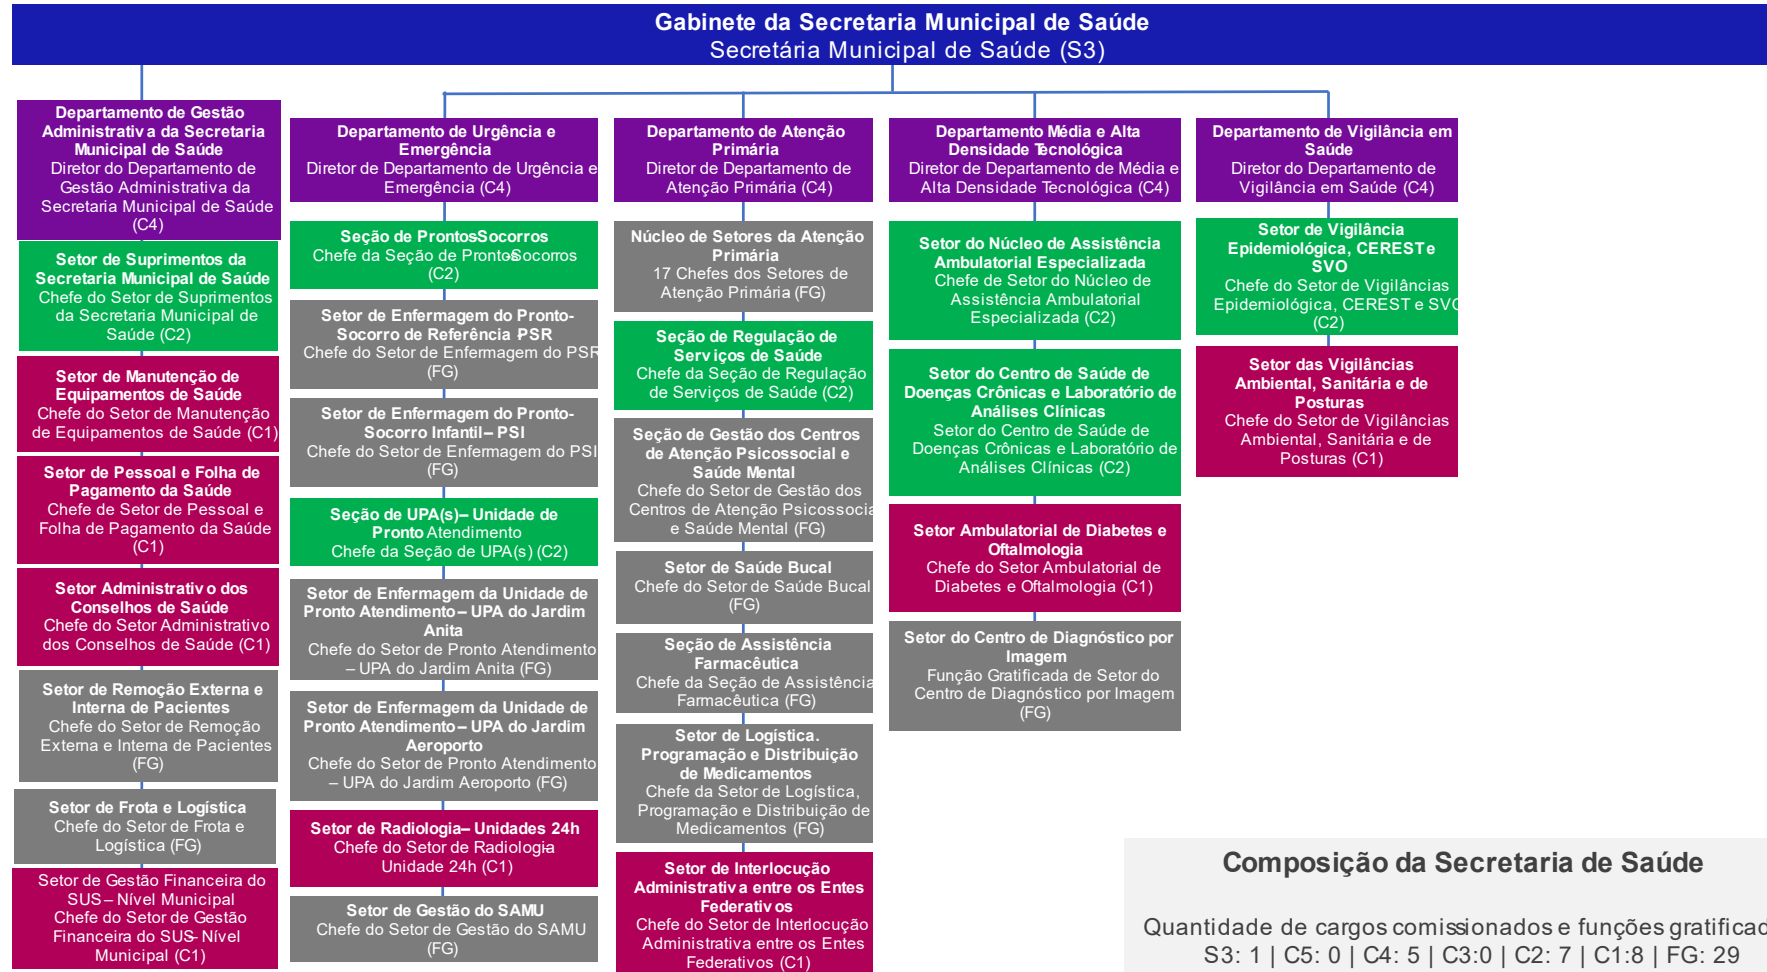 Gabinete da Secretaria Municipal de Saúde
Secretária Municipal de Saúde (S3)
Departamento de Gestão
Administrativa da Secretaria
Municipal de Saúde
Diretor do Departamento de
Gestão Administrativa da
Secretaria Municipal de Saúde
(C4)
Setor de Suprimentos da
Secretaria Municipal de Saúde
Chefe do Setor de Suprimentos
da Secretaria Municipal de
Saúde (C2)
Setor de Manutenção de
Equipamentos de Saúde
Chefe do Setor de Manutenção
de Equipamentos de Saúde (C1)
Setor de Pessoal e Folha de
Pagamento da Saúde
Chefe de Setor de Pessoal e
Folha de Pagamento da Saúde
(C1)
Setor Administrativo dos
Conselhos de Saúde
Chefe do Setor Administrativo
dos Conselhos de Saúde (C1)
Setor de Remoção Externa e
Interna de Pacientes
Chefe do Setor de Remoção
Externa e Interna de Pacientes
(FG)
Setor de Frota e Logística
Chefe do Setor de Frota e
Logística (FG)
Setor de Gestão Financeira do
SUS – Nível Municipal
Chefe do Setor de Gestão
Financeira do SUS- Nível
Municipal (C1)
Departamento de Urgência e
Emergência
Diretor de Departamento de Urgência e
Emergência (C4)
Seção de Prontos-Socorros
Chefe da Seção de Prontos-Socorros
(C2)
Setor de Enfermagem do Pronto-
Socorro de Referência - PSR
Chefe do Setor de Enfermagem do PSR
(FG)
Setor de Enfermagem do Pronto-
Socorro Infantil – PSI
Chefe do Setor de Enfermagem do PSI
(FG)
Seção de UPA(s) – Unidade de
Pronto Atendimento
Chefe da Seção de UPA(s) (C2)
Setor de Enfermagem da Unidade de
Pronto Atendimento – UPA do Jardim
Anita
Chefe do Setor de Pronto Atendimento
– UPA do Jardim Anita (FG)
Setor de Enfermagem da Unidade de
Pronto Atendimento – UPA do Jardim
Aeroporto
Chefe do Setor de Pronto Atendimento
– UPA do Jardim Aeroporto (FG)
Setor de Radiologia – Unidades 24h
Chefe do Setor de Radiologia –
Unidade 24h (C1)
Setor de Gestão do SAMU
Chefe do Setor de Gestão do SAMU
(FG)
Departamento de Atenção
Primária
Diretor de Departamento de
Atenção Primária (C4)
Núcleo de Setores da Atenção
Primária
17 Chefes dos Setores de
Atenção Primária (FG)
Seção de Regulação de
Serviços de Saúde
Chefe da Seção de Regulação
de Serviços de Saúde (C2)
Seção de Gestão dos Centros
de Atenção Psicossocial e
Saúde Mental
Chefe do Setor de Gestão dos
Centros de Atenção Psicossocia
e Saúde Mental (FG)
Setor de Saúde Bucal
Chefe do Setor de Saúde Bucal
(FG)
Seção de Assistência
Farmacêutica
Chefe da Seção de Assistência
Farmacêutica (FG)
Setor de Logística.
Programação e Distribuição
de Medicamentos
Chefe da Setor de Logística,
Programação e Distribuição de
Medicamentos (FG)
Setor de Interlocução
Administrativa entre os Entes
Federativos
Chefe do Setor de Interlocução
Administrativa entre os Entes
Federativos (C1)
Departamento Média e Alta
Densidade Tecnológica
Diretor de Departamento de Média e
Alta Densidade Tecnológica (C4)
Setor do Núcleo de Assistência
Ambulatorial Especializada
Chefe de Setor do Núcleo de
Assistência Ambulatorial
Especializada (C2)
Setor do Centro de Saúde de
Doenças Crônicas e Laboratório de
Análises Clínicas
Setor do Centro de Saúde de
Doenças Crônicas e Laboratório de
Análises Clínicas (C2)
Setor Ambulatorial de Diabetes e
Oftalmologia
Chefe do Setor Ambulatorial de
Diabetes e Oftalmologia (C1)
Setor do Centro de Diagnóstico por
Imagem
Função Gratificada de Setor do
Centro de Diagnóstico por Imagem
(FG)
Departamento de Vigilância em
Saúde
Diretor do Departamento de
Vigilância em Saúde (C4)
Setor de Vigilância
Epidemiológica, CEREST e
SVO
Chefe do Setor de Vigilâncias
Epidemiológica, CEREST e SVO
(C2)
Setor das Vigilâncias
Ambiental, Sanitária e de
Posturas
Chefe do Setor de Vigilâncias
Ambiental, Sanitária e de
Posturas (C1)
Composição da Secretaria de Saúde
Quantidade de cargos comissionados e funções gratificad
S3: 1 | C5: 0 | C4: 5 | C3:0 | C2: 7 | C1:8 | FG: 29